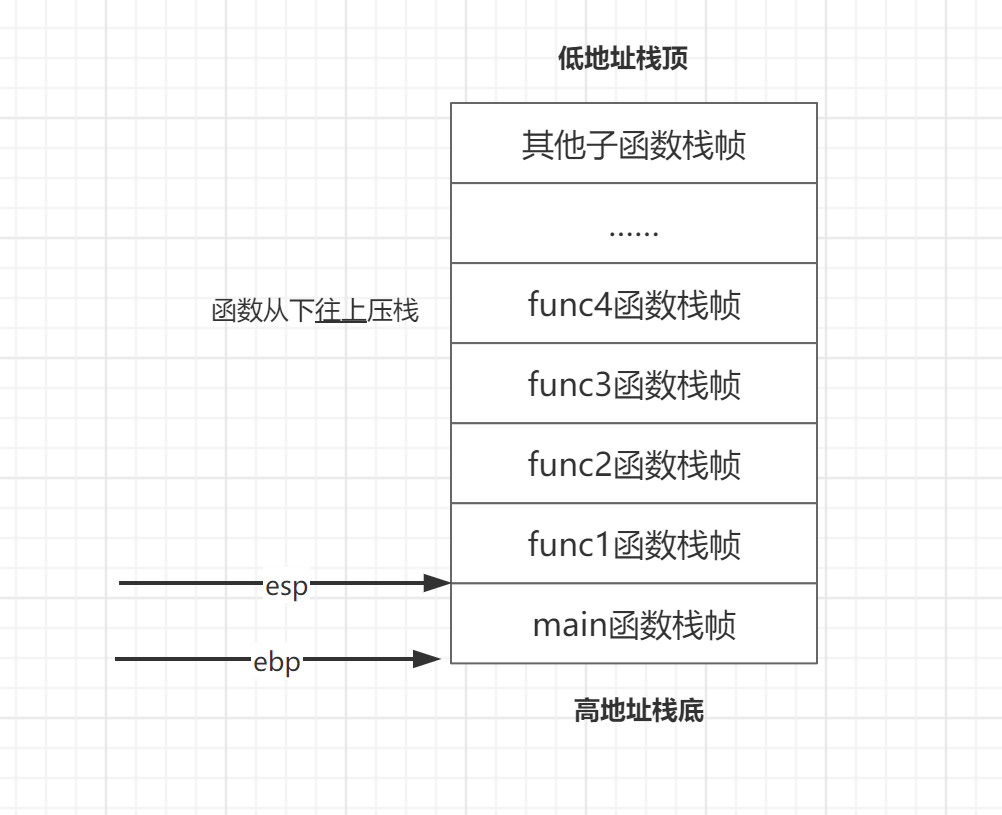 低地址栈顶
其他子函数栈帧
······
func4函数栈帧
函数从下往上压栈
func3函数栈帧
func2函数栈帧
func1函数栈帧
esp
main函数栈帧
ebp
高地址栈底